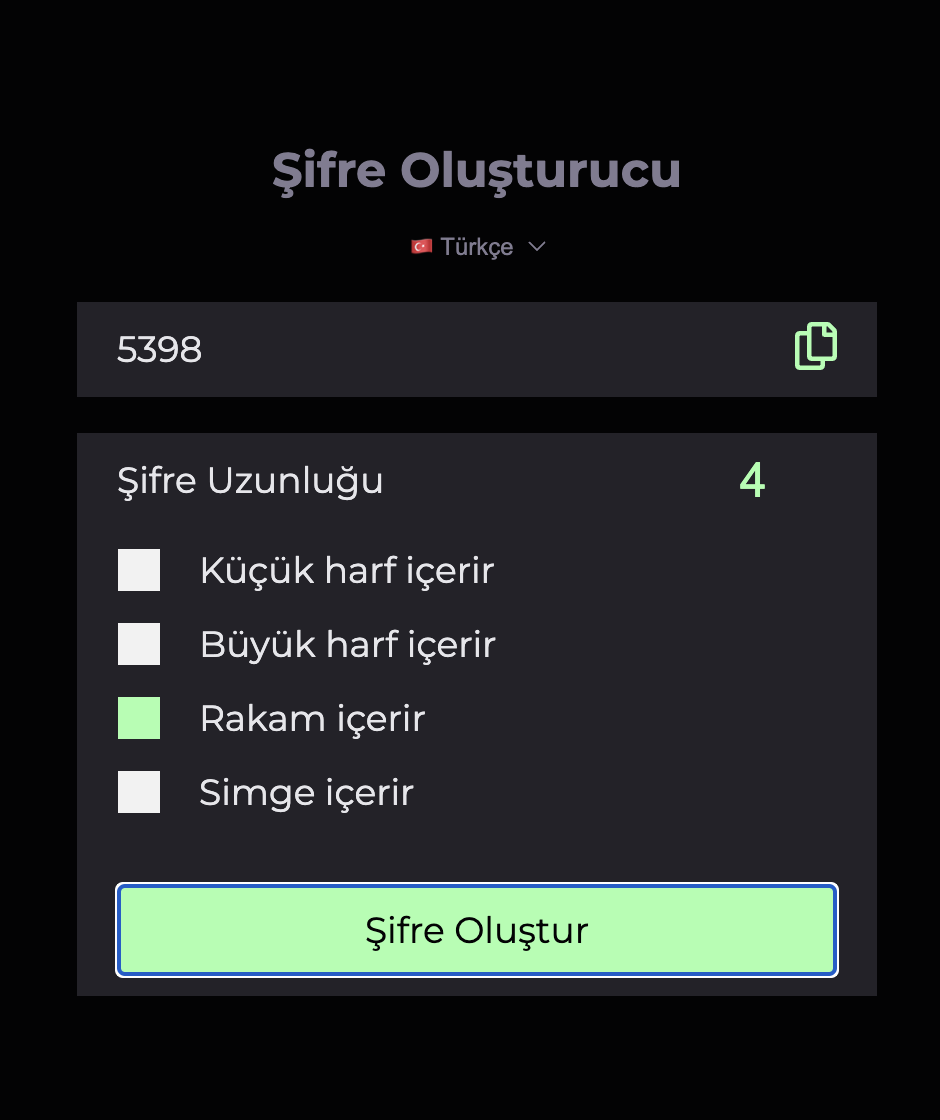 Şifre Oluşturucu
🇹🇷 Türkçe
5398
Şifre Uzunluğu 4
Küçük harf içerir
Büyük harf içerir
Rakam içerir
Simge içerir
Şifre Oluştur